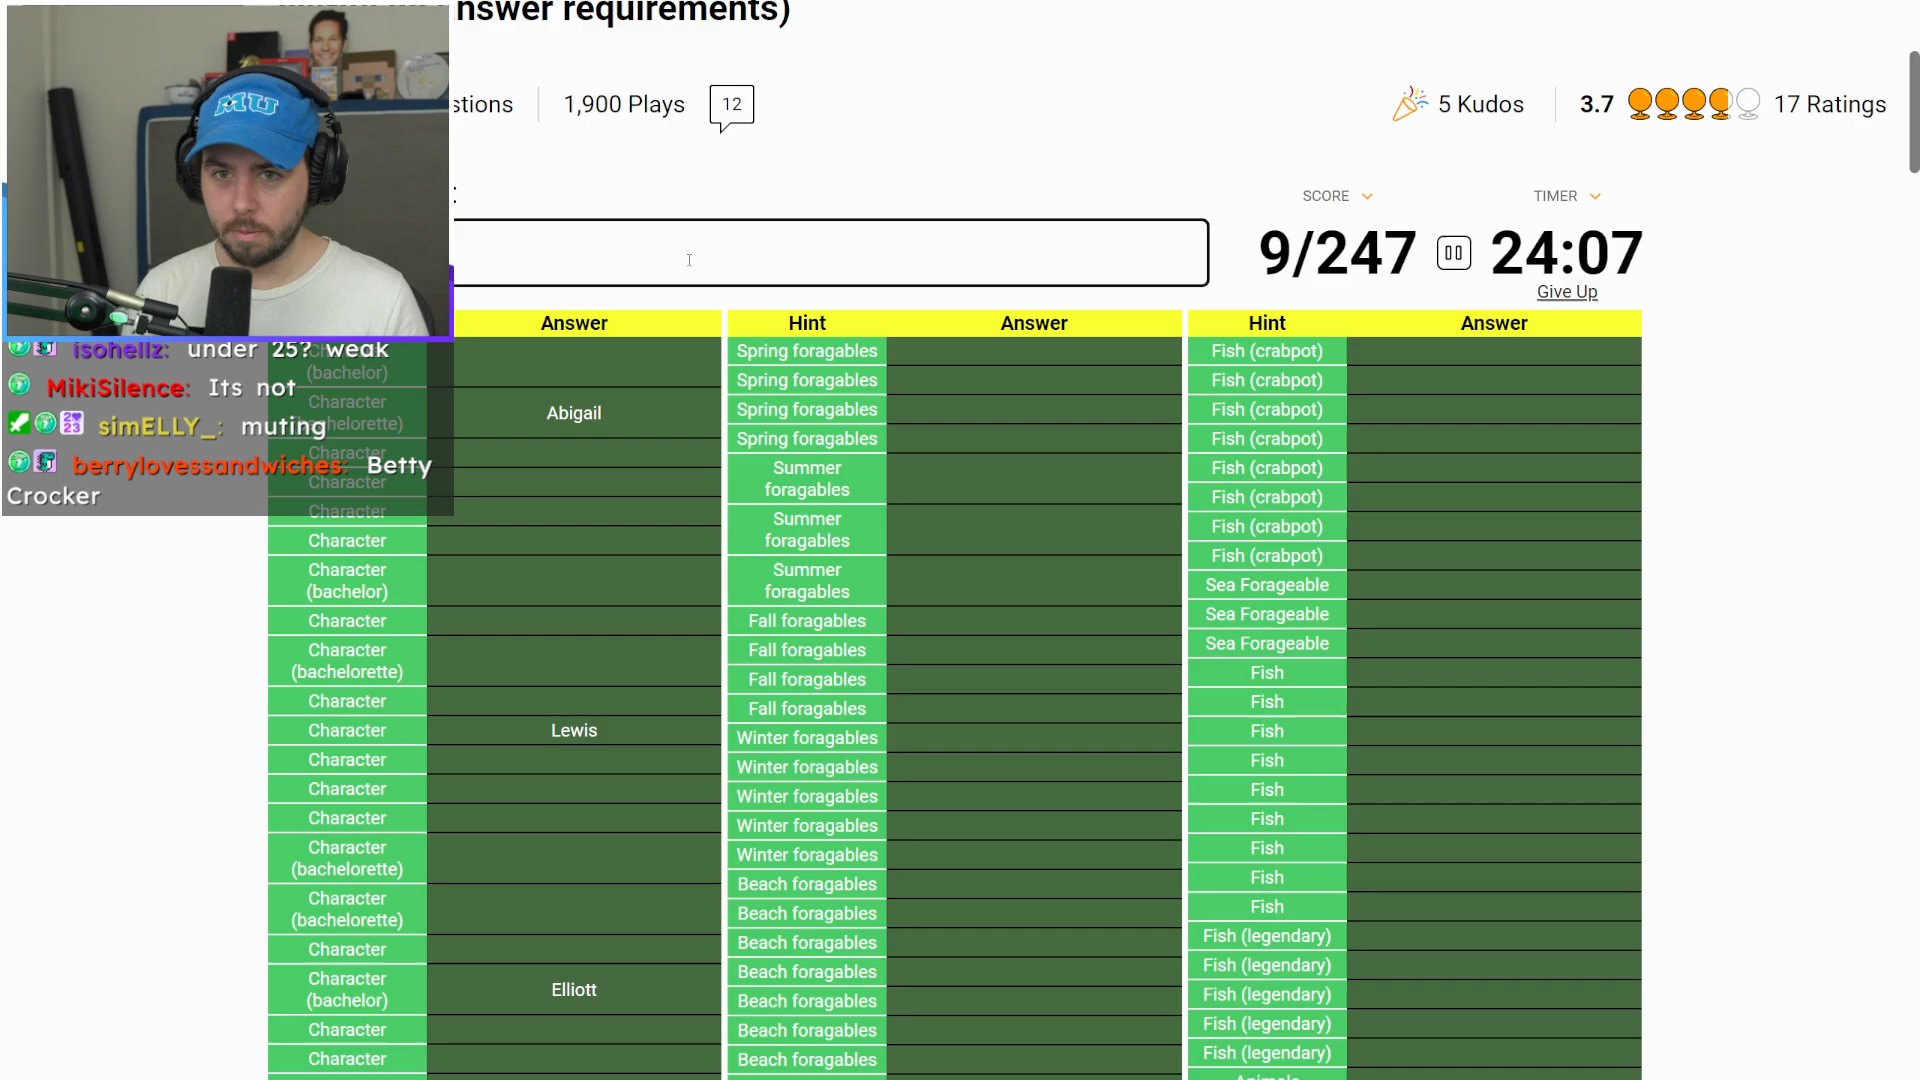 nswer requirements)
stions
1,900 Plays
12
5 Kudos
3.7
17 Ratings
MU
:
SCORE
TIMER
9/247
24:07
Give Up
Answer
Hint
Answer
Hint
Answer
isohellz: under 25? weak
MikiSilence: Its not
simELLY_: muting
berrylovessandwiches: Betty
Crocker
(bachelor)
Character
Abigail
Character
Character
Character
Character
Character
(bachelor)
Character
Character
(bachelorette)
Character
Character
Lewis
Character
Character
Character
Character
(bachelorette)
Character
(bachelorette)
Character
Character
(bachelor)
Elliott
Character
Character
Spring foragables
Spring foragables
Spring foragables
Spring foragables
Summer
foragables
Summer
foragables
Summer
foragables
Fall foragables
Fall foragables
Fall foragables
Fall foragables
Winter foragables
Winter foragables
Winter foragables
Winter foragables
Winter foragables
Beach foragables
Beach foragables
Beach foragables
Beach foragables
Beach foragables
Beach foragables
Beach foragables
Fish (crabpot)
Fish (crabpot)
Fish (crabpot)
Fish (crabpot)
Fish (crabpot)
Fish (crabpot)
Fish (crabpot)
Fish (crabpot)
Sea Forageable
Sea Forageable
Sea Forageable
Fish
Fish
Fish
Fish
Fish
Fish
Fish
Fish
Fish
Fish (legendary)
Fish (legendary)
Fish (legendary)
Fish (legendary)
Fish (legendary)